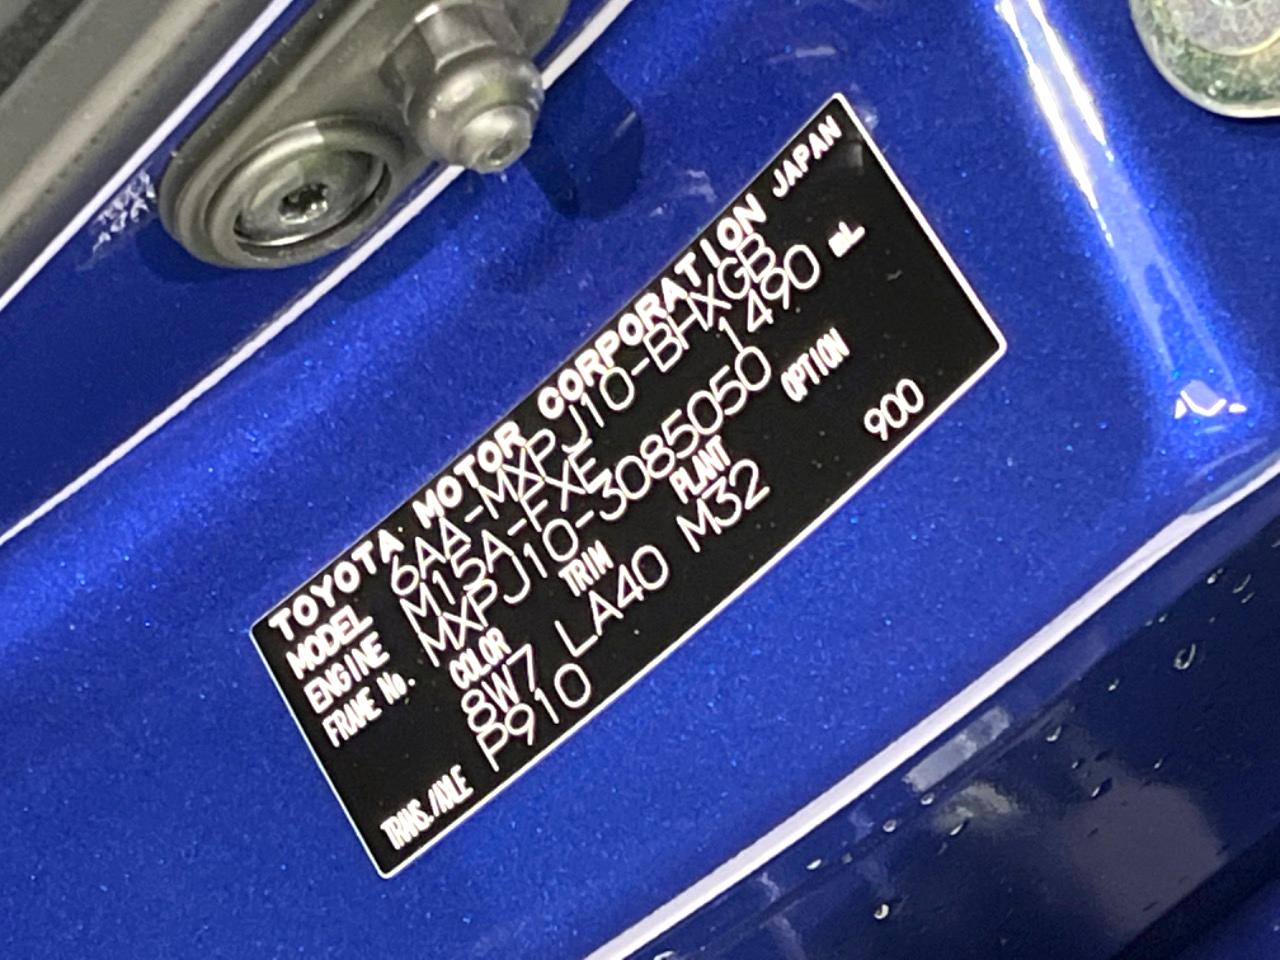 TOYOTA MOTOR CORPORATION JAPAN
MODEL 6AA-MXPJ10-BHXGB
ENGINE M15A-FXE 1490 mL
FRAME No. MXPJ10-3085050
COLOR TRIM PLANT OPTION
8W7 LA40 M32 900
TRANS./AXLE P910